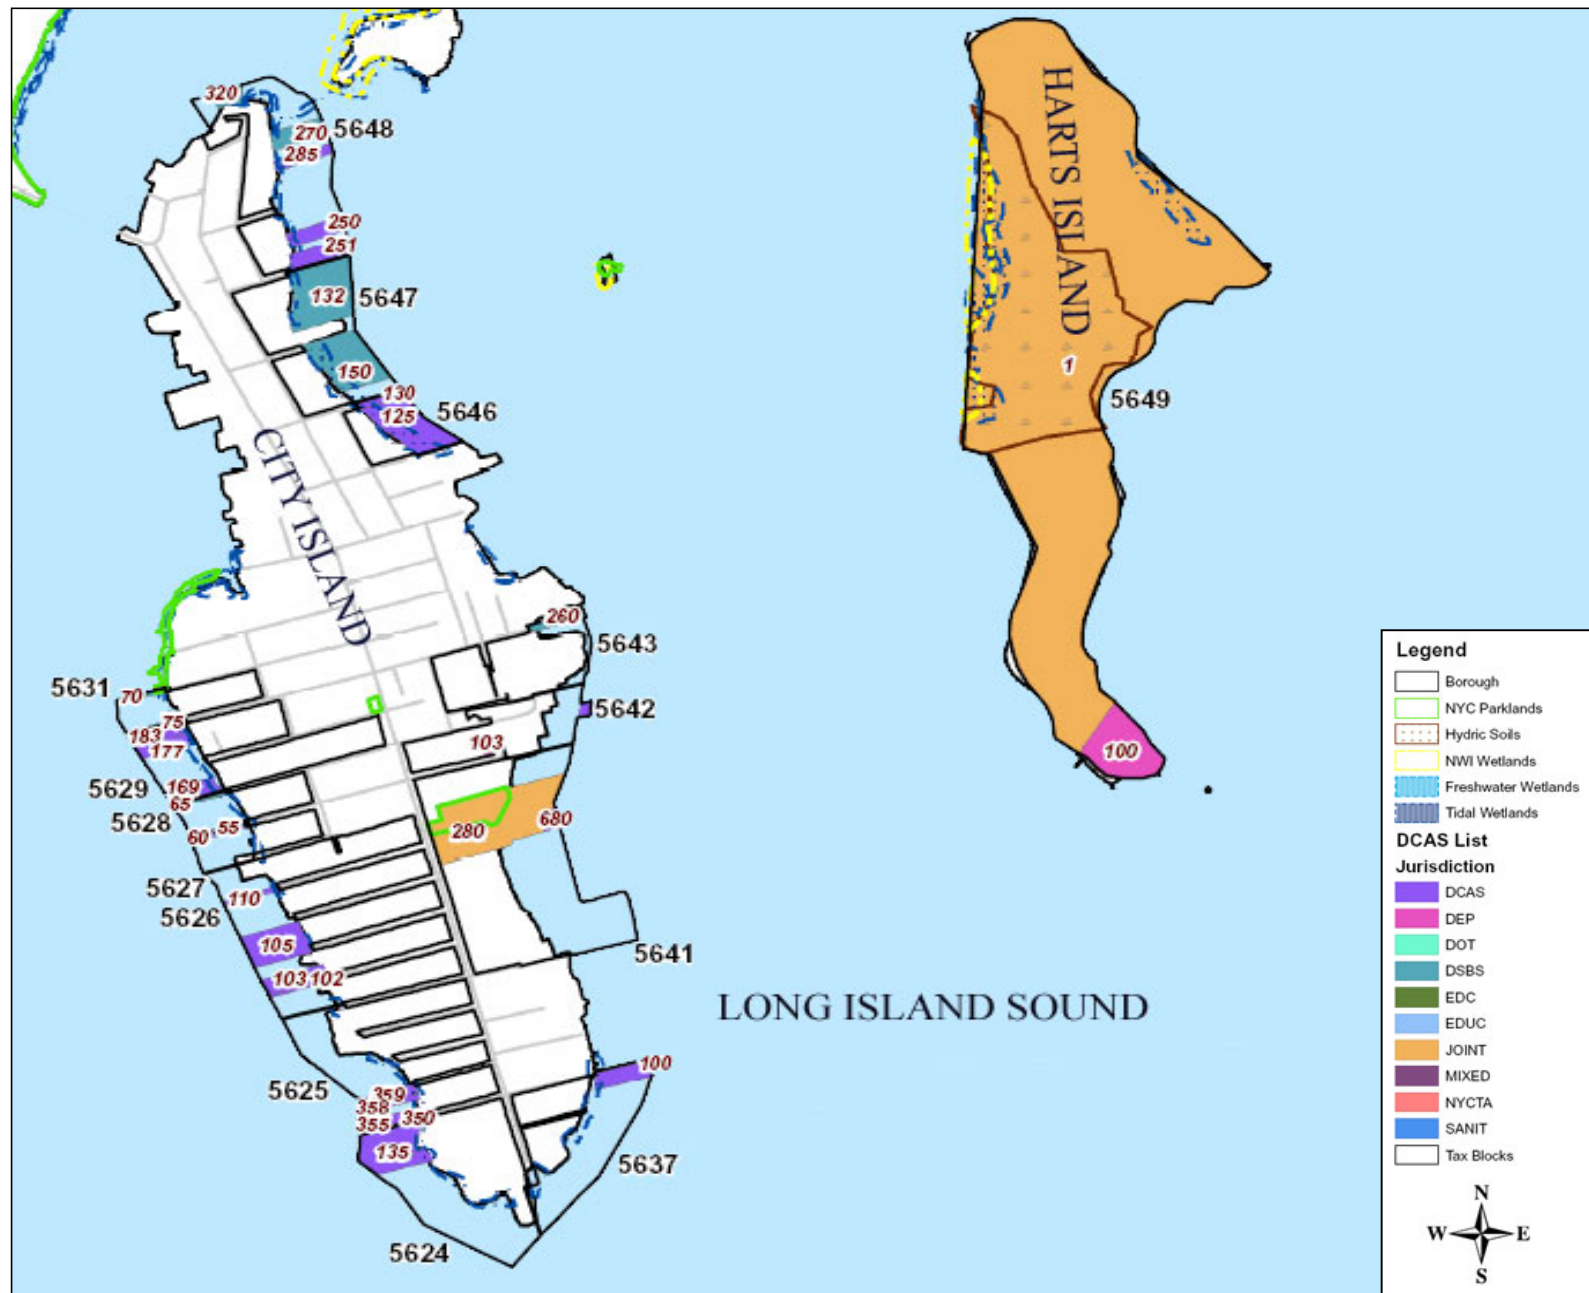 320
270
5648
285
250
251
132
5647
150
130
125
5646
CITY ISLAND
HARTS ISLAND
1
5649
100
260
5643
5631
70
75
183
177
5642
103
5629
169
65
5628
55
60
280
680
5627
110
5626
105
103
102
5641
LONG ISLAND SOUND
5625
359
358
350
355
135
100
5637
5624
Legend
Borough
NYC Parklands
Hydric Soils
NWI Wetlands
Freshwater Wetlands
Tidal Wetlands
DCAS List
Jurisdiction
DCAS
DEP
DOT
DSBS
EDC
EDUC
JOINT
MIXED
NYCTA
SANIT
Tax Blocks
N
W E
S